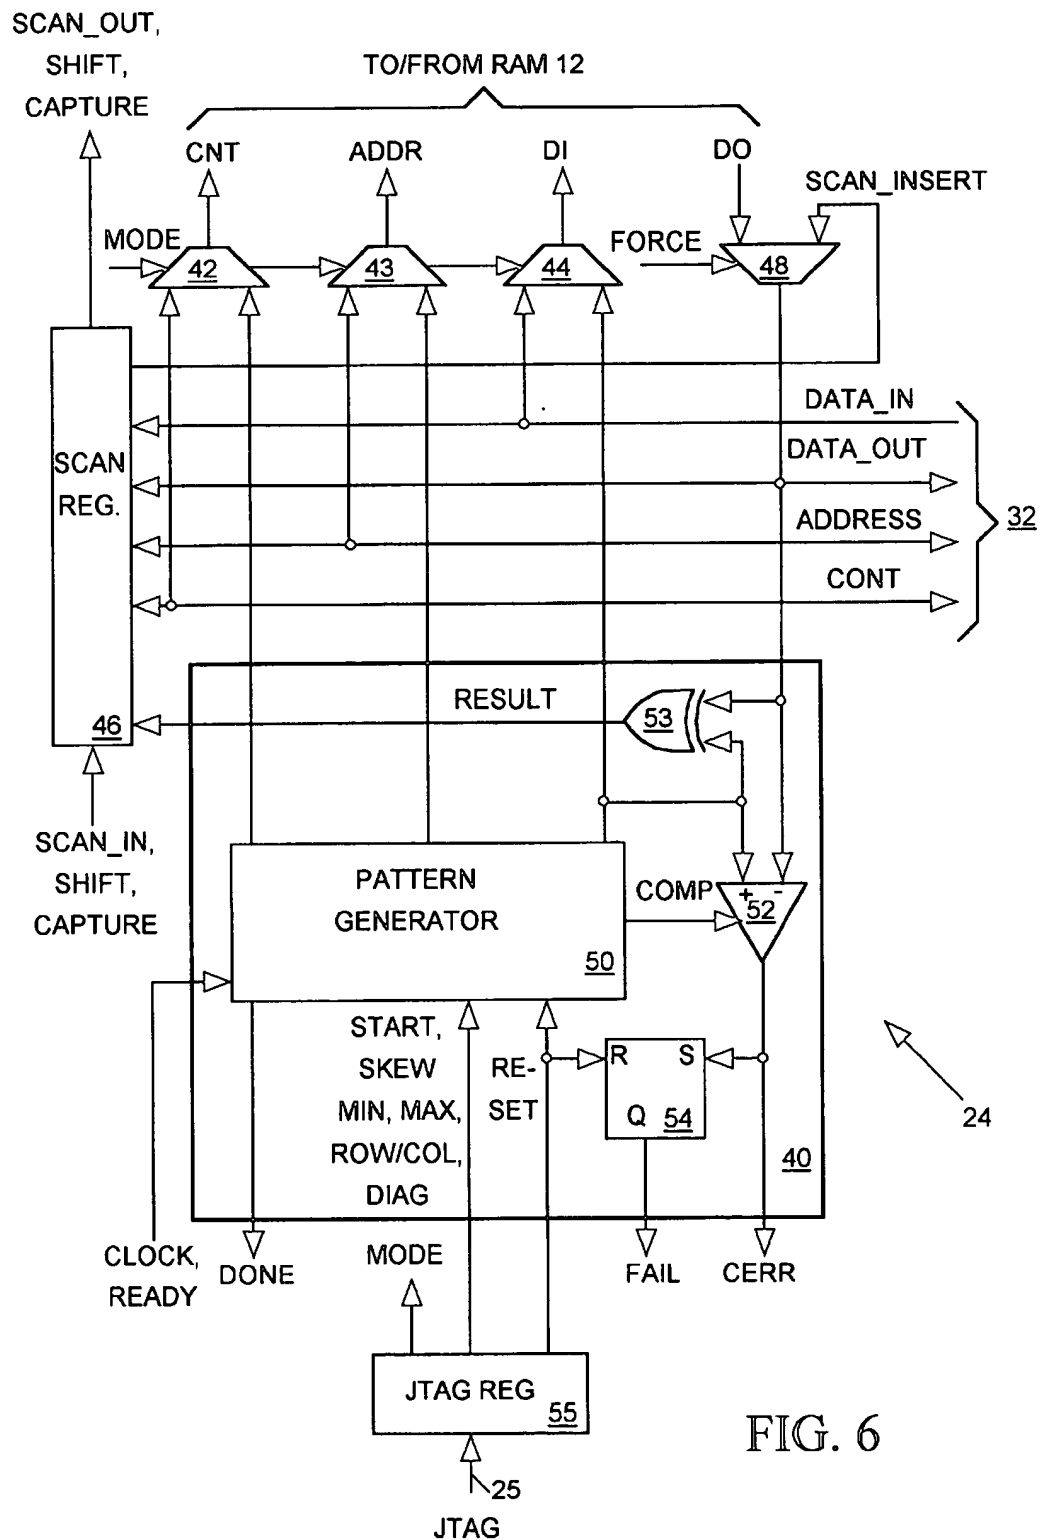 SCAN_OUT,
SHIFT,
CAPTURE
TO/FROM RAM 12
CNT
ADDR
DI
DO
SCAN_INSERT
MODE
42
43
44
FORCE
48
SCAN
REG.
46
DATA_IN
DATA_OUT
ADDRESS
CONT
32
RESULT
53
SCAN_IN,
SHIFT,
CAPTURE
PATTERN
GENERATOR
50
COMP
+ -
52
START,
SKEW
MIN, MAX,
ROW/COL,
DIAG
RE-
SET
R S
Q 54
40
24
CLOCK,
READY
DONE
MODE
FAIL
CERR
JTAG REG
55
25
JTAG
FIG. 6